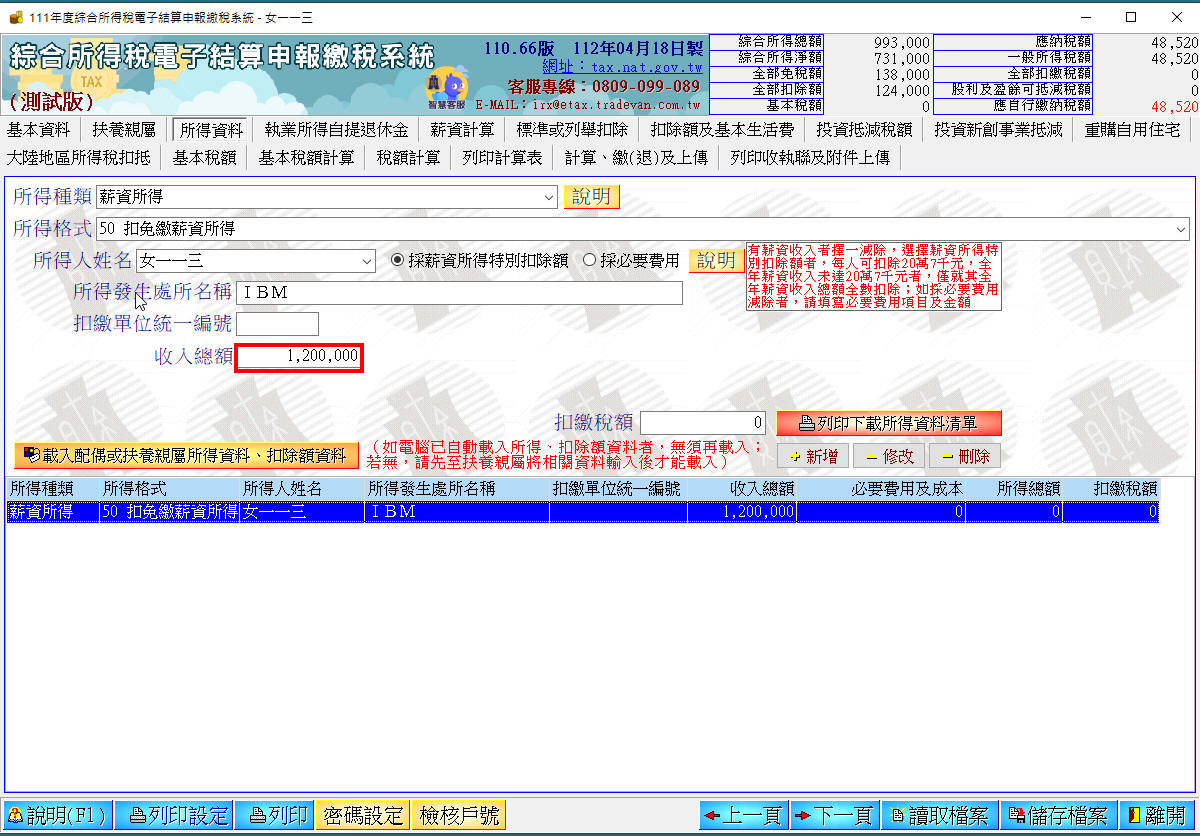 111年度綜合所得稅電子結算申報繳稅系統 - 女一一三
綜合所得稅電子結算申報繳稅系統
TAX
(測試版)
110.66版 112年04月18日製
網址：tax.nat.gov.tw
客服專線：0809-099-089
E-MAIL：irx@etax.tradevan.com.tw
智慧客服
綜合所得總額 993,000 應納稅額 48,520
綜合所得淨額 731,000 一般所得稅額 48,520
全部免稅額 138,000 全部扣繳稅額 0
全部扣除額 124,000 股利及盈餘可抵減稅額 0
基本稅額 0 應自行繳納稅額 48,520
基本資料 扶養親屬 所得資料 執業所得自提退休金 薪資計算 標準或列舉扣除 扣除額及基本生活費 投資抵減稅額 投資新創事業抵減 重購自用住宅
大陸地區所得稅扣抵 基本稅額 基本稅額計算 稅額計算 列印計算表 計算、繳(退)及上傳 列印收執聯及附件上傳
所得種類 薪資所得 說明
所得格式 50 扣免繳薪資所得
所得人姓名 女一一三 採薪資所得特別扣除額 採必要費用 說明
有薪資收入者擇一減除，選擇薪資所得特
別扣除額者，每人可扣除20萬7千元，全
年薪資收入未達20萬7千元者，僅就其全
年薪資收入總額全數扣除；如採必要費用
減除者，請填寫必要費用項目及金額
所得發生處所名稱 ＩＢＭ
扣繳單位統一編號
收入總額 1,200,000
扣繳稅額 0 列印下載所得資料清單
載入配偶或扶養親屬所得資料、扣除額資料
（如電腦已自動載入所得、扣除額資料者，無須再載入；
若無，請先至扶養親屬將相關資料輸入後才能載入）
新增 修改 刪除
所得種類 所得格式 所得人姓名 所得發生處所名稱 扣繳單位統一編號 收入總額 必要費用及成本 所得總額 扣繳稅額
薪資所得 50 扣免繳薪資所得 女一一三 ＩＢＭ 1,200,000 0 0 0
說明(F1) 列印設定 列印 密碼設定 檢核戶號 上一頁 下一頁 讀取檔案 儲存檔案 離開